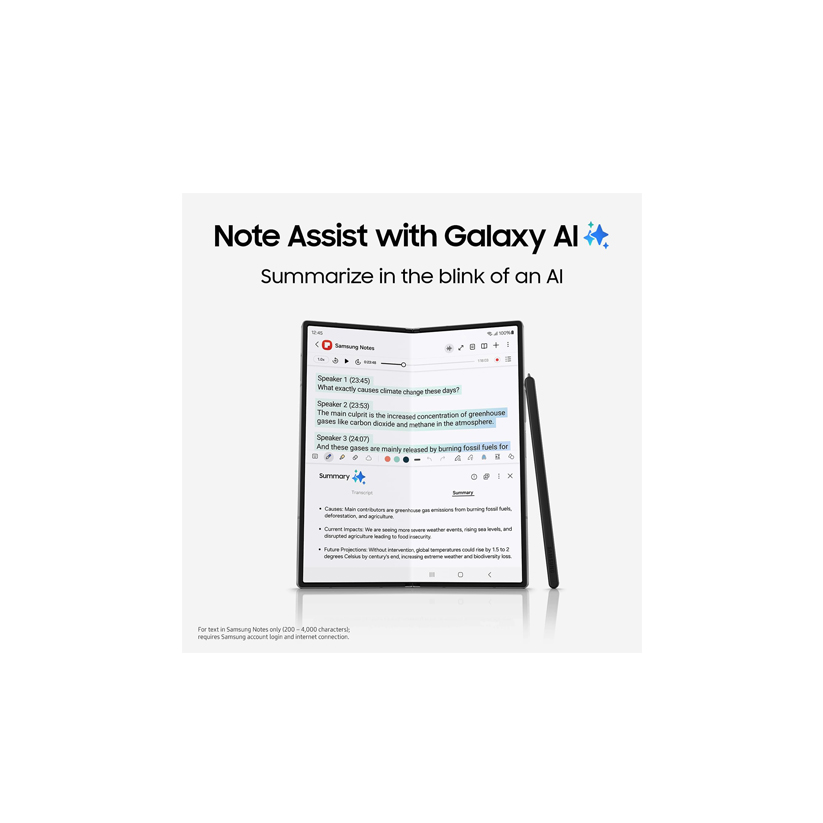 Note Assist with Galaxy AI
Summarize in the blink of an AI
12:45
100%
Samsung Notes
1.0x
0:23:48
Speaker 1 (23:45)
What exactly causes climate change these days?
Speaker 2 (23:53)
The main culprit is the increased concentration of greenhouse
gases like carbon dioxide and methane in the atmosphere.
Speaker 3 (24:07)
And these gases are mainly released by burning fossil fuels for
Summary
Transcript
Summary
• Causes: Main contributors are greenhouse gas emissions from burning fossil fuels,
deforestation, and agriculture.
• Current Impacts: We are seeing more severe weather events, rising sea levels, and
disrupted agriculture leading to food insecurity.
• Future Projections: Without intervention, global temperatures could rise by 1.5 to 2
degrees Celsius by century's end, increasing extreme weather and biodiversity loss.
For text in Samsung Notes only (200 – 4,000 characters);
requires Samsung account login and internet connection.